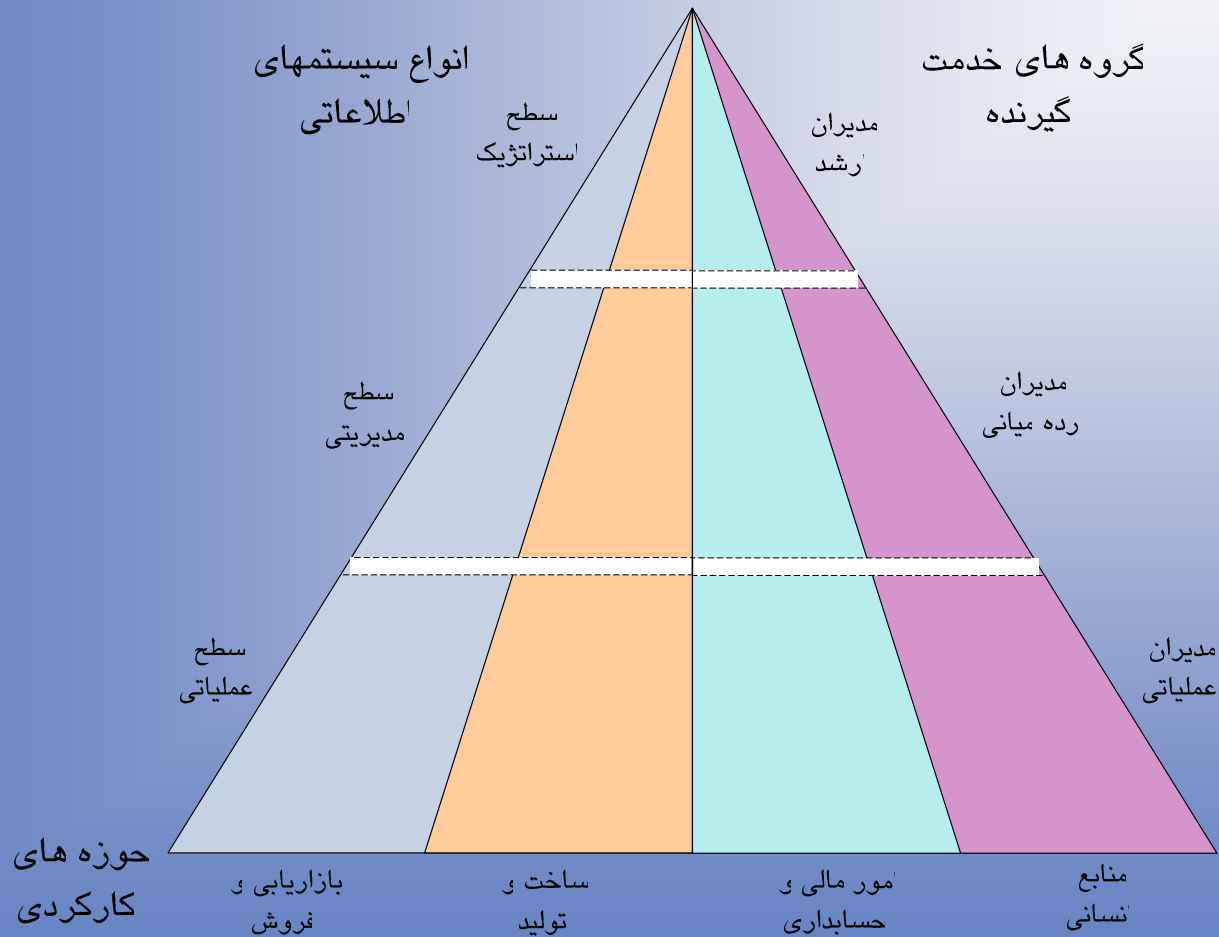 گروه های خدمت
گیرنده
انواع سیستمهای
اطلاعاتی
مدیران
ارشد
سطح
استراتژیک
مدیران
رده میانی
سطح
مدیریتی
مدیران
عملیاتی
سطح
عملیاتی
منابع
انسانی
امور مالی و
حسابداری
ساخت و
تولید
بازاریابی و
فروش
حوزه های
کارکردی